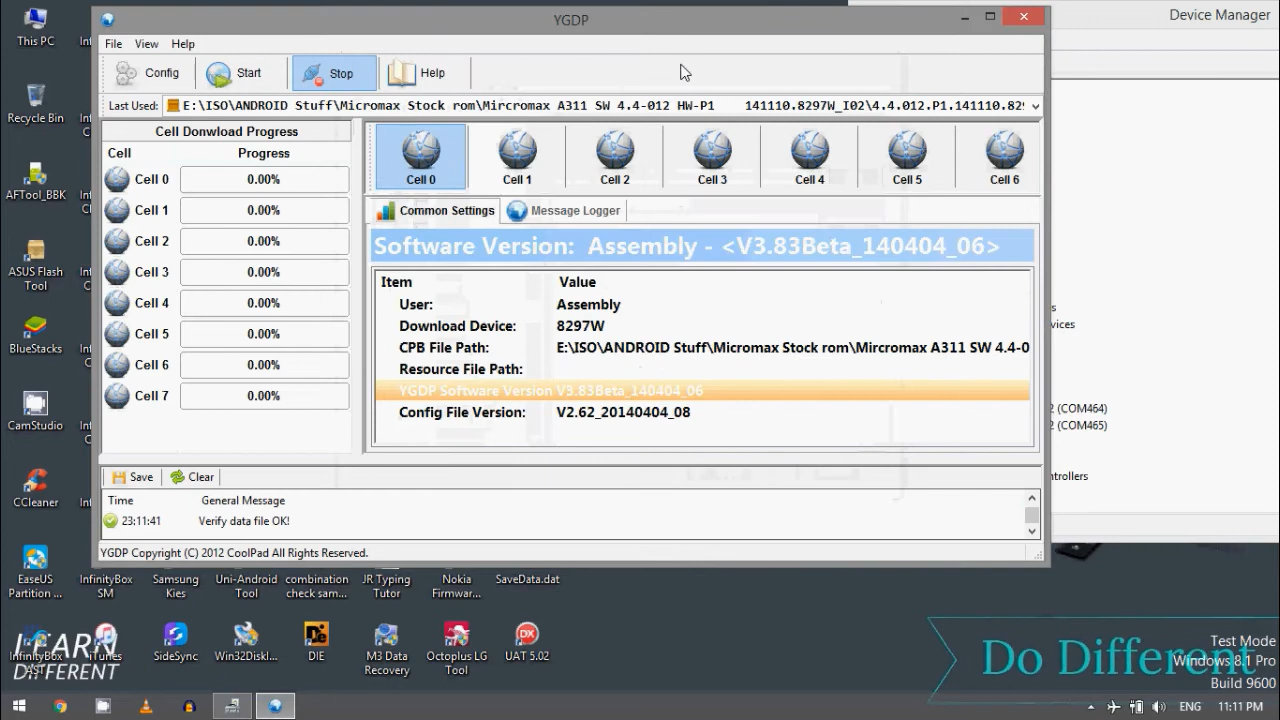 YGDP
Device Manager
File View Help
Config Start Stop Help
Last Used: E:\ISO\ANDROID Stuff\Micromax Stock rom\Mircromax A311 SW 4.4-012 HW-P1 141110.8297W_I02\4.4.012.P1.141110.82
Cell Donwload Progress
Cell Progress
Cell 0 0.00%
Cell 1 0.00%
Cell 2 0.00%
Cell 3 0.00%
Cell 4 0.00%
Cell 5 0.00%
Cell 6 0.00%
Cell 7 0.00%
Cell 0 Cell 1 Cell 2 Cell 3 Cell 4 Cell 5 Cell 6
Common Settings Message Logger
Software Version: Assembly - <V3.83Beta_140404_06>
Item Value
User: Assembly
Download Device: 8297W
CPB File Path: E:\ISO\ANDROID Stuff\Micromax Stock rom\Mircromax A311 SW 4.4-0
Resource File Path:
YGDP Software Version V3.83Beta_140404_06
Config File Version: V2.62_20140404_08
Save Clear
Time General Message
23:11:41 Verify data file OK!
YGDP Copyright (C) 2012 CoolPad All Rights Reserved.
2 (COM464)
2 (COM465)
This PC
Recycle Bin
AFTool_BBK
ASUS Flash
Tool
BlueStacks
CamStudio
CCleaner
EaseUS
Partition ...
InfinityBox
SM
Samsung
Kies
Uni-Android
Tool
combination
check sam...
JR Typing
Tutor
Nokia
Firmwar...
SaveData.dat
iTunes
SideSync
Win32DiskI...
DIE
M3 Data
Recovery
Octoplus LG
Tool
UAT 5.02
LEARN
DIFFERENT
Do Different
Test Mode
Windows 8.1 Pro
Build 9600
ENG 11:11 PM